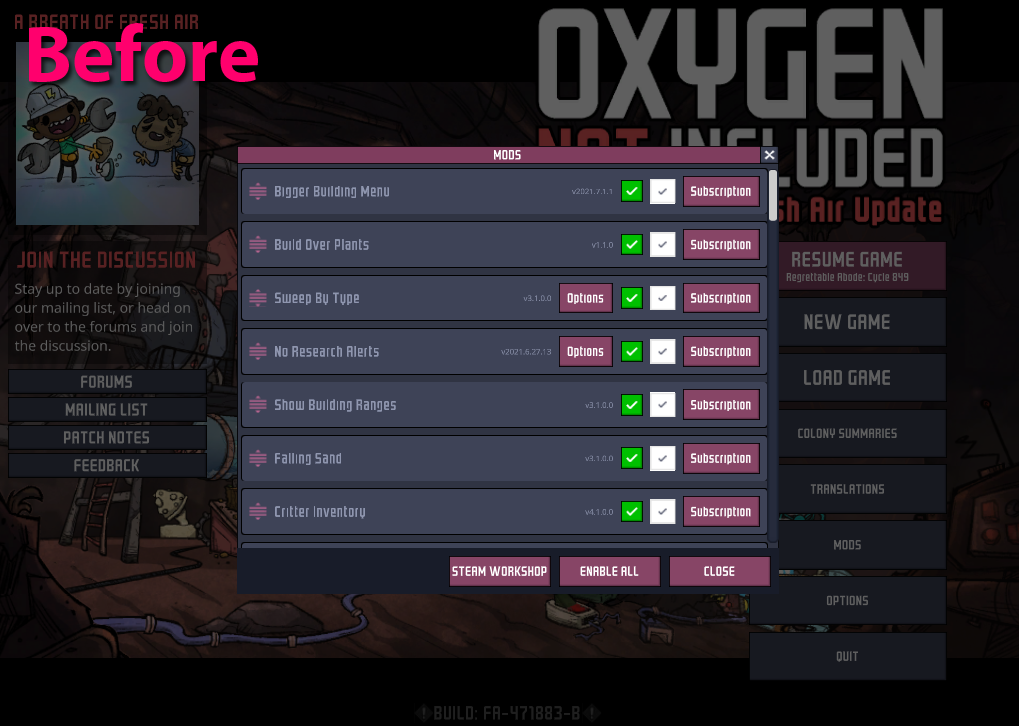 A BREATH OF FRESH AIR
Before
OXYGEN
NOT INCLUDED
sh Air Update
JOIN THE DISCUSSION
Stay up to date by joining
our mailing list, or head on
over to the forums and join
the discussion.
FORUMS
MAILING LIST
PATCH NOTES
FEEDBACK
MODS
Bigger Building Menu v2021.7.1.1 Subscription
Build Over Plants v1.1.0 Subscription
Sweep By Type v3.1.0.0 Options Subscription
No Research Alerts v2021.6.27.13 Options Subscription
Show Building Ranges v3.1.0.0 Subscription
Falling Sand v3.1.0.0 Subscription
Critter Inventory v4.1.0.0 Subscription
STEAM WORKSHOP ENABLE ALL CLOSE
RESUME GAME
Regrettable Abode: Cycle 849
NEW GAME
LOAD GAME
COLONY SUMMARIES
TRANSLATIONS
MODS
OPTIONS
QUIT
BUILD: FA-471883-B